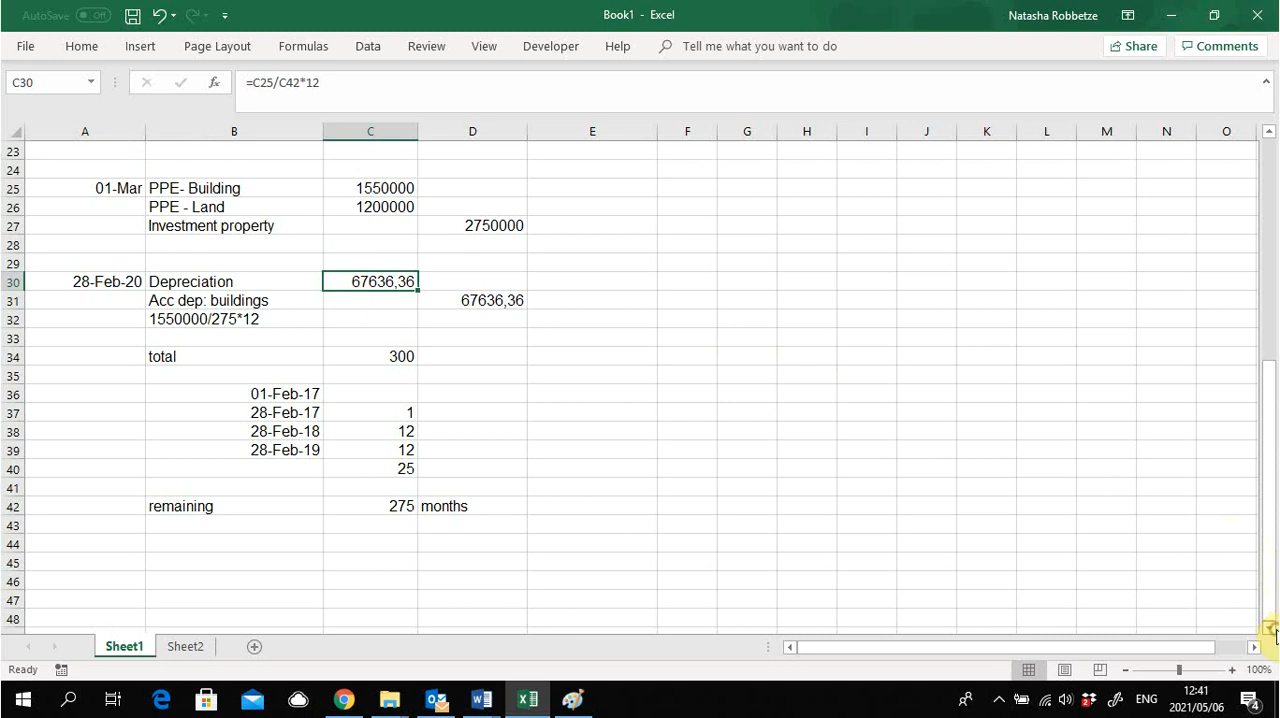 AutoSave Off Book1 - Excel Natasha Robbetze
File Home Insert Page Layout Formulas Data Review View Developer Help Tell me what you want to do Share Comments
C30 fx =C25/C42*12
A B C D E F G H I J K L M N O
23
24
25 01-Mar PPE- Building 1550000
26 PPE - Land 1200000
27 Investment property 2750000
28
29
30 28-Feb-20 Depreciation 67636,36
31 Acc dep: buildings 67636,36
32 1550000/275*12
33
34 total 300
35
36 01-Feb-17
37 28-Feb-17 1
38 28-Feb-18 12
39 28-Feb-19 12
40 25
41
42 remaining 275 months
43
44
45
46
47
48
Sheet1 Sheet2
Ready 100%
ENG 12:41
2021/05/06 4